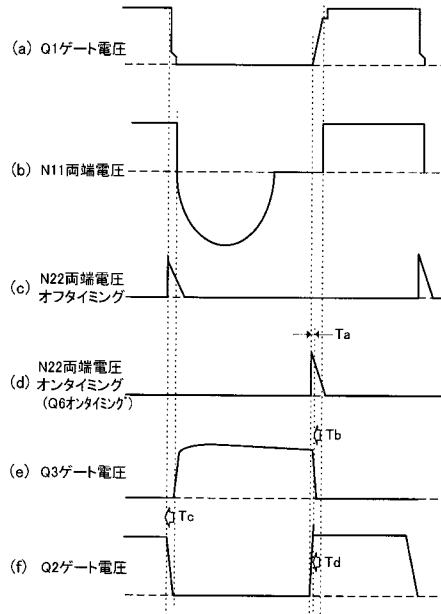 (a) Q1ゲート電圧
(b) N11両端電圧
(c) N22両端電圧
オフタイミング
Ta
(d) N22両端電圧
オンタイミング
(Q6オンタイミング)
Tb
(e) Q3ゲート電圧
Tc
(f) Q2ゲート電圧
Td